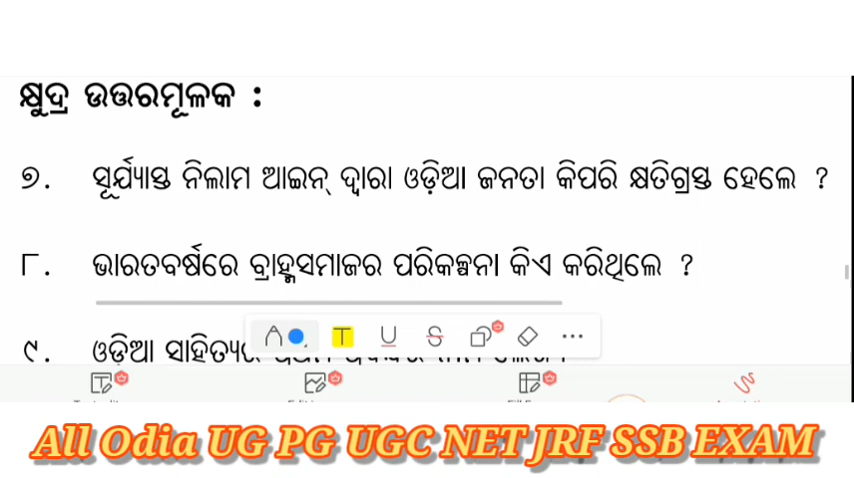 କ୍ଷୁଦ୍ର ଉତ୍ତରମୂଳକ :
୭. ସୂର୍ଯ୍ୟାସ୍ତ ନିଲାମ ଆଇନ୍ ଦ୍ୱାରା ଓଡ଼ିଆ ଜନତା କିପରି କ୍ଷତିଗ୍ରସ୍ତ ହେଲେ ?
୮. ଭାରତବର୍ଷରେ ବ୍ରାହ୍ମସମାଜର ପରିକଳ୍ପନା କିଏ କରିଥିଲେ ?
୯. ଓଡ଼ିଆ ସାହିତ୍ୟର
All Odia UG PG UGC NET JRF SSB EXAM